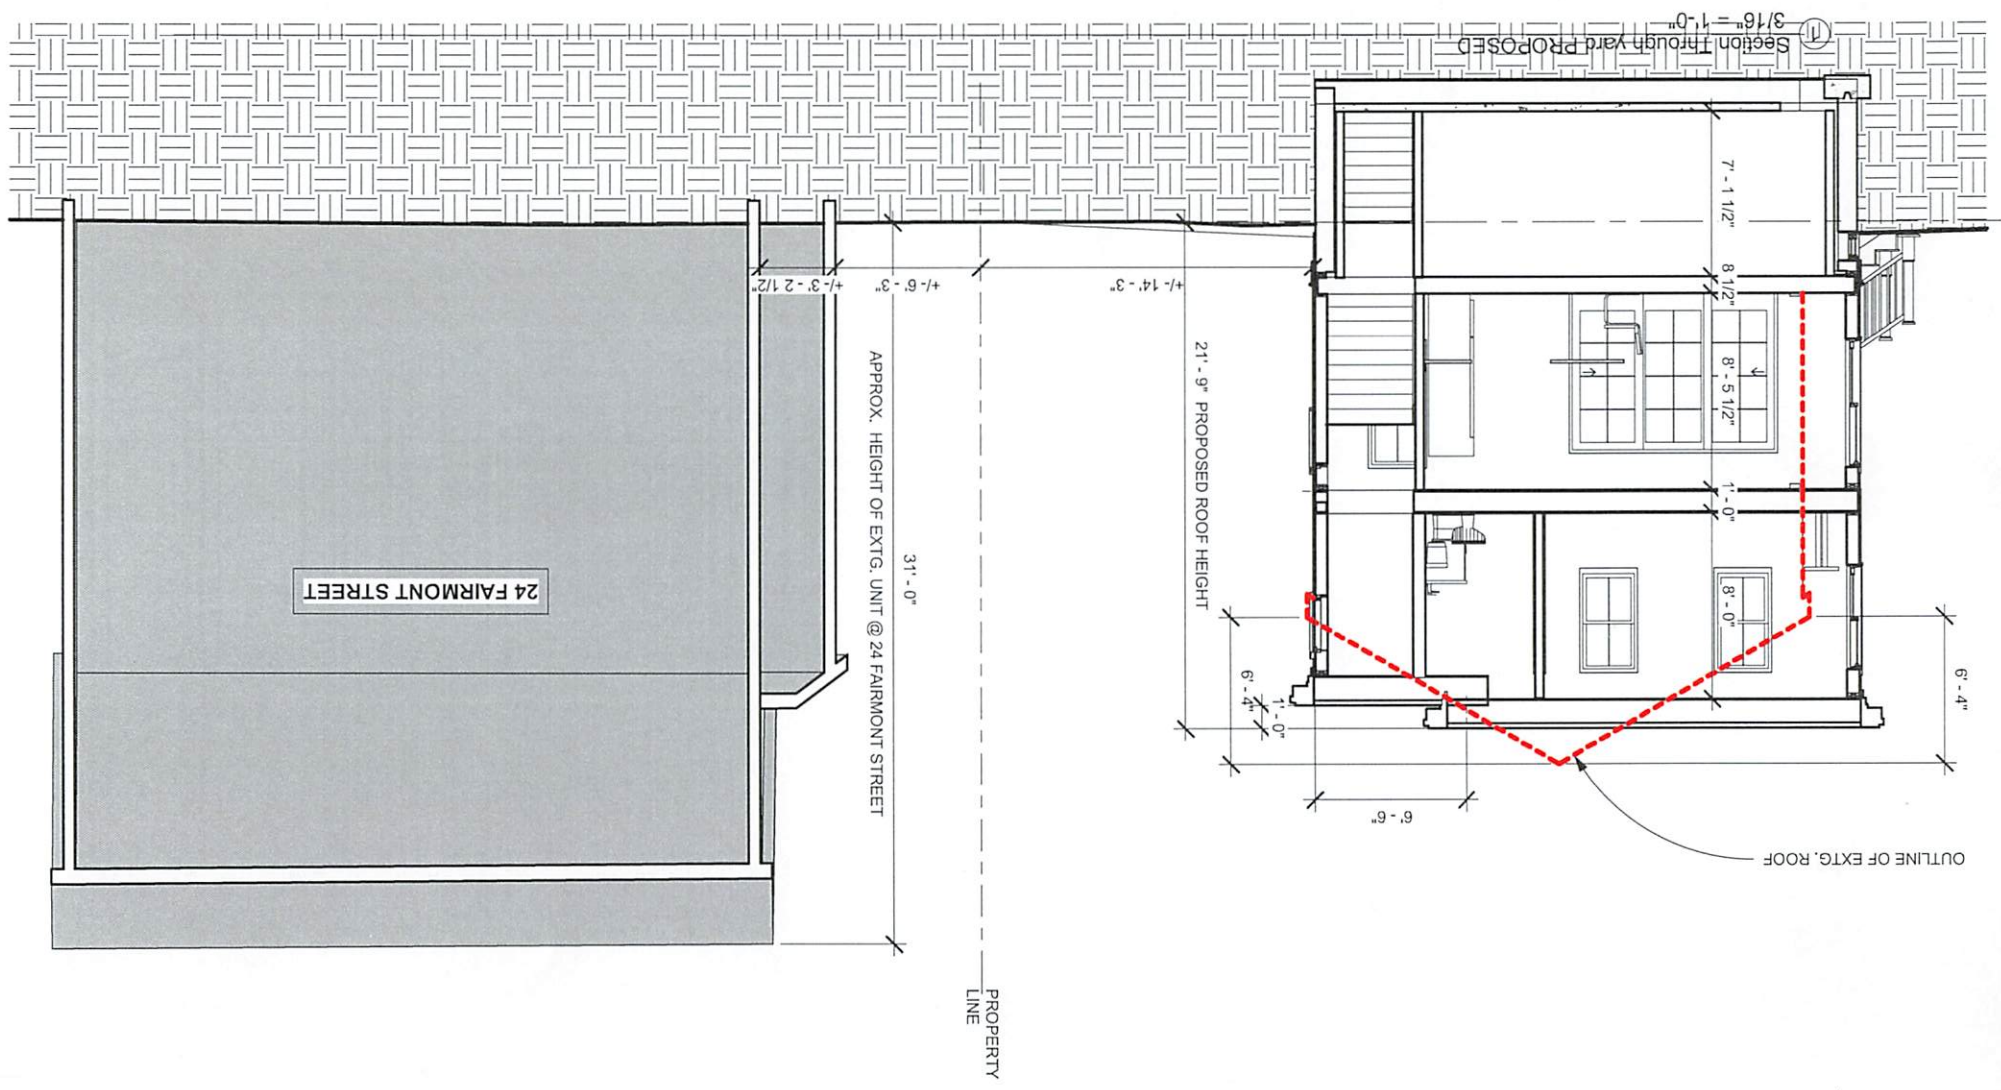 OUTLINE OF EXTG. ROOF
6' - 6"
6' - 4"
6' - 4"
1' - 0"
8' - 0"
1' - 0"
8' - 5 1/2"
8 1/2"
7' - 1 1/2"
21' - 9" PROPOSED ROOF HEIGHT
PROPERTY
LINE
31' - 0"
APPROX. HEIGHT OF EXTG. UNIT @ 24 FAIRMONT STREET
24 FAIRMONT STREET
+/- 14' - 3"
+/- 6' - 3"
+/- 3' - 2 1/2"
1
Section Through yard PROPOSED
3/16" = 1'-0"